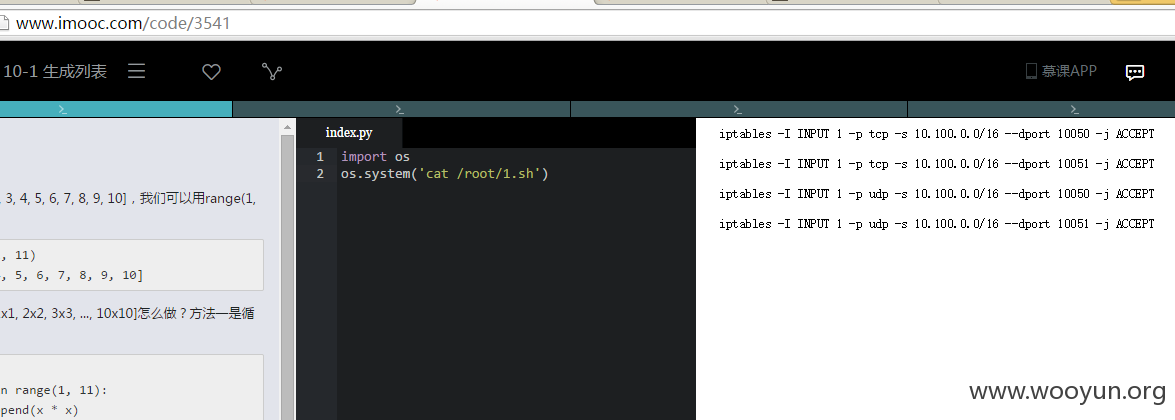 www.imooc.com/code/3541
10-1 生成列表
慕课APP
index.py
1 import os
2 os.system('cat /root/1.sh')
3, 4, 5, 6, 7, 8, 9, 10]，我们可以用range(1,
, 11)
, 5, 6, 7, 8, 9, 10]
x1, 2x2, 3x3, ..., 10x10]怎么做？方法一是循
n range(1, 11):
pend(x * x)
iptables -I INPUT 1 -p tcp -s 10.100.0.0/16 --dport 10050 -j ACCEPT
iptables -I INPUT 1 -p tcp -s 10.100.0.0/16 --dport 10051 -j ACCEPT
iptables -I INPUT 1 -p udp -s 10.100.0.0/16 --dport 10050 -j ACCEPT
iptables -I INPUT 1 -p udp -s 10.100.0.0/16 --dport 10051 -j ACCEPT
www.wooyun.org